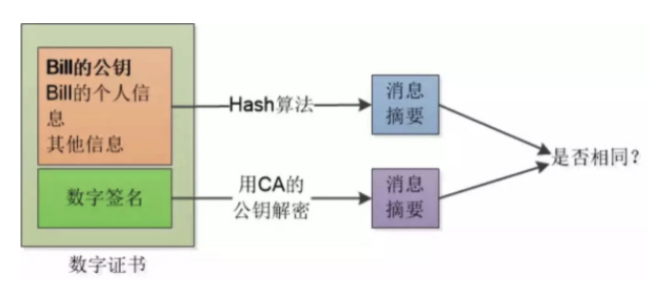 Bill的公钥
Bill的个人信
息
其他信息
Hash算法
消息
摘要
是否相同？
数字签名
用CA的
公钥解密
消息
摘要
数字证书